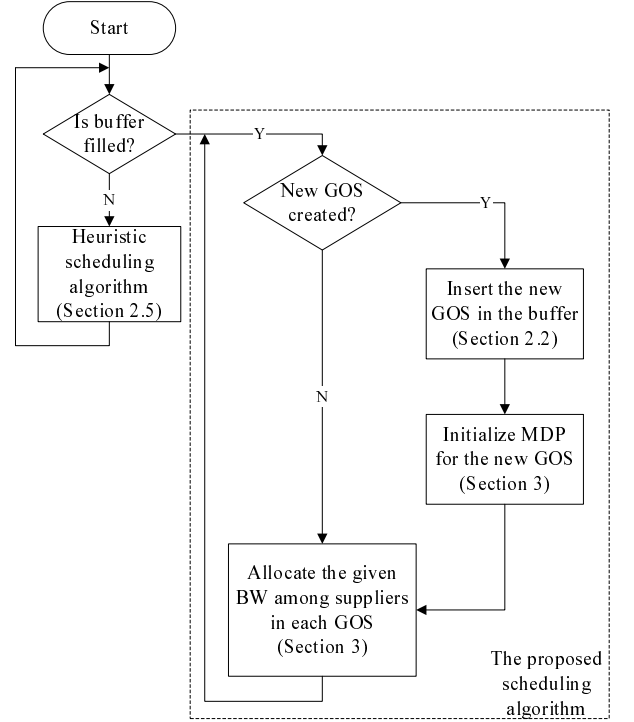 Start
Is buffer
filled?
Y
N
New GOS
created?
Y
Heuristic
scheduling
algorithm
(Section 2.5)
Insert the new
GOS in the buffer
(Section 2.2)
N
Initialize MDP
for the new GOS
(Section 3)
Allocate the given
BW among suppliers
in each GOS
(Section 3)
The proposed
scheduling
algorithm